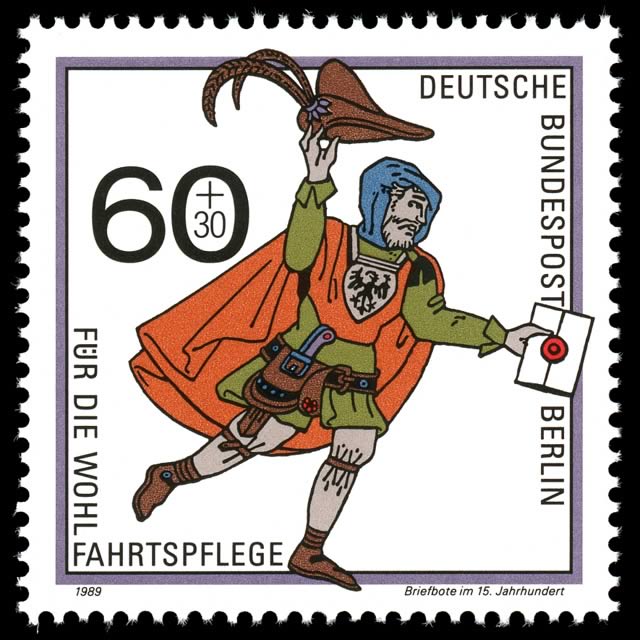 DEUTSCHE
BUNDESPOST
BERLIN
60
+
30
FÜR DIE WOHL
FAHRTSPFLEGE
1989
Briefbote im 15. Jahrhundert